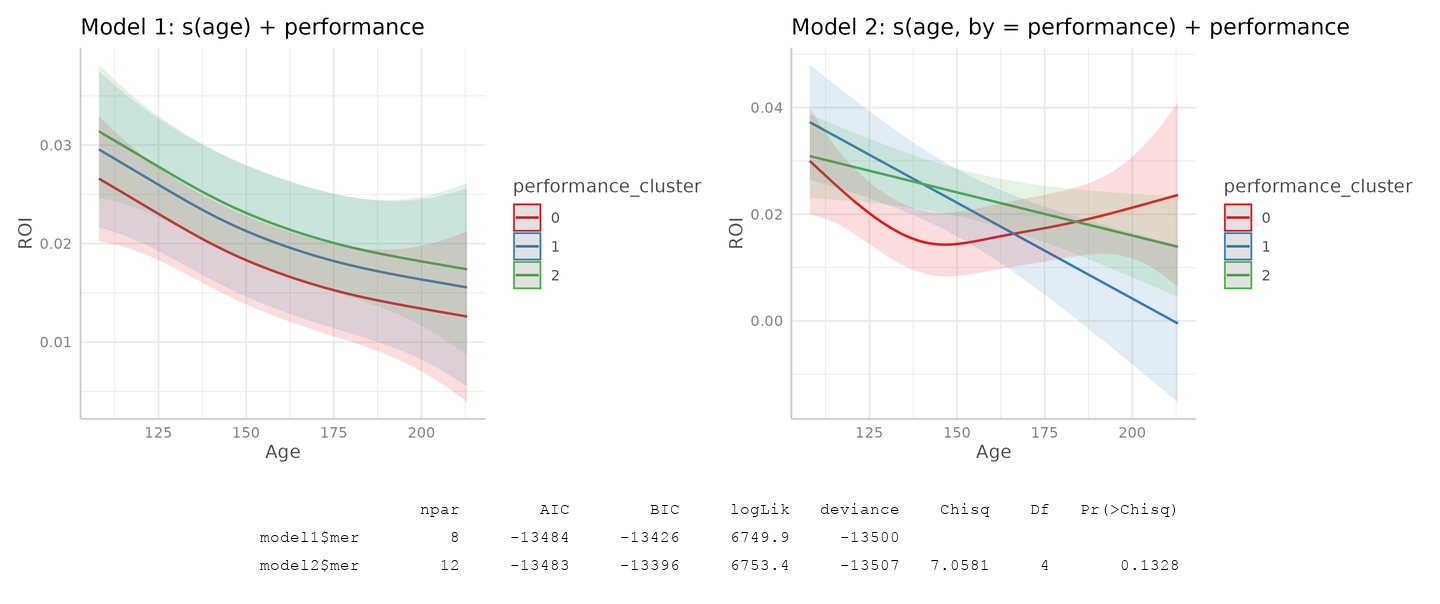 Model 1: s(age) + performance
0.03
0.02
0.01
ROI
125 150 175 200
Age
performance_cluster
0
1
2
Model 2: s(age, by = performance) + performance
0.04
0.02
0.00
ROI
125 150 175 200
Age
performance_cluster
0
1
2
npar AIC BIC logLik deviance Chisq Df Pr(>Chisq)
model1$mer 8 -13484 -13426 6749.9 -13500
model2$mer 12 -13483 -13396 6753.4 -13507 7.0581 4 0.1328